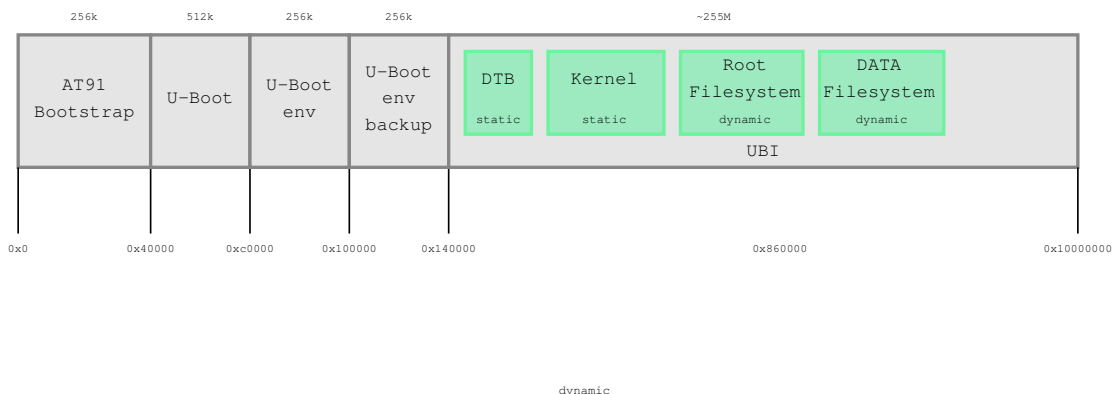 256k
512k
256k
256k
~255M
AT91
Bootstrap
U-Boot
U-Boot
env
U-Boot
env
backup
DTB
static
Kernel
static
Root
Filesystem
dynamic
DATA
Filesystem
dynamic
UBI
0x0
0x40000
0xc0000
0x100000
0x140000
0x860000
0x10000000
dynamic